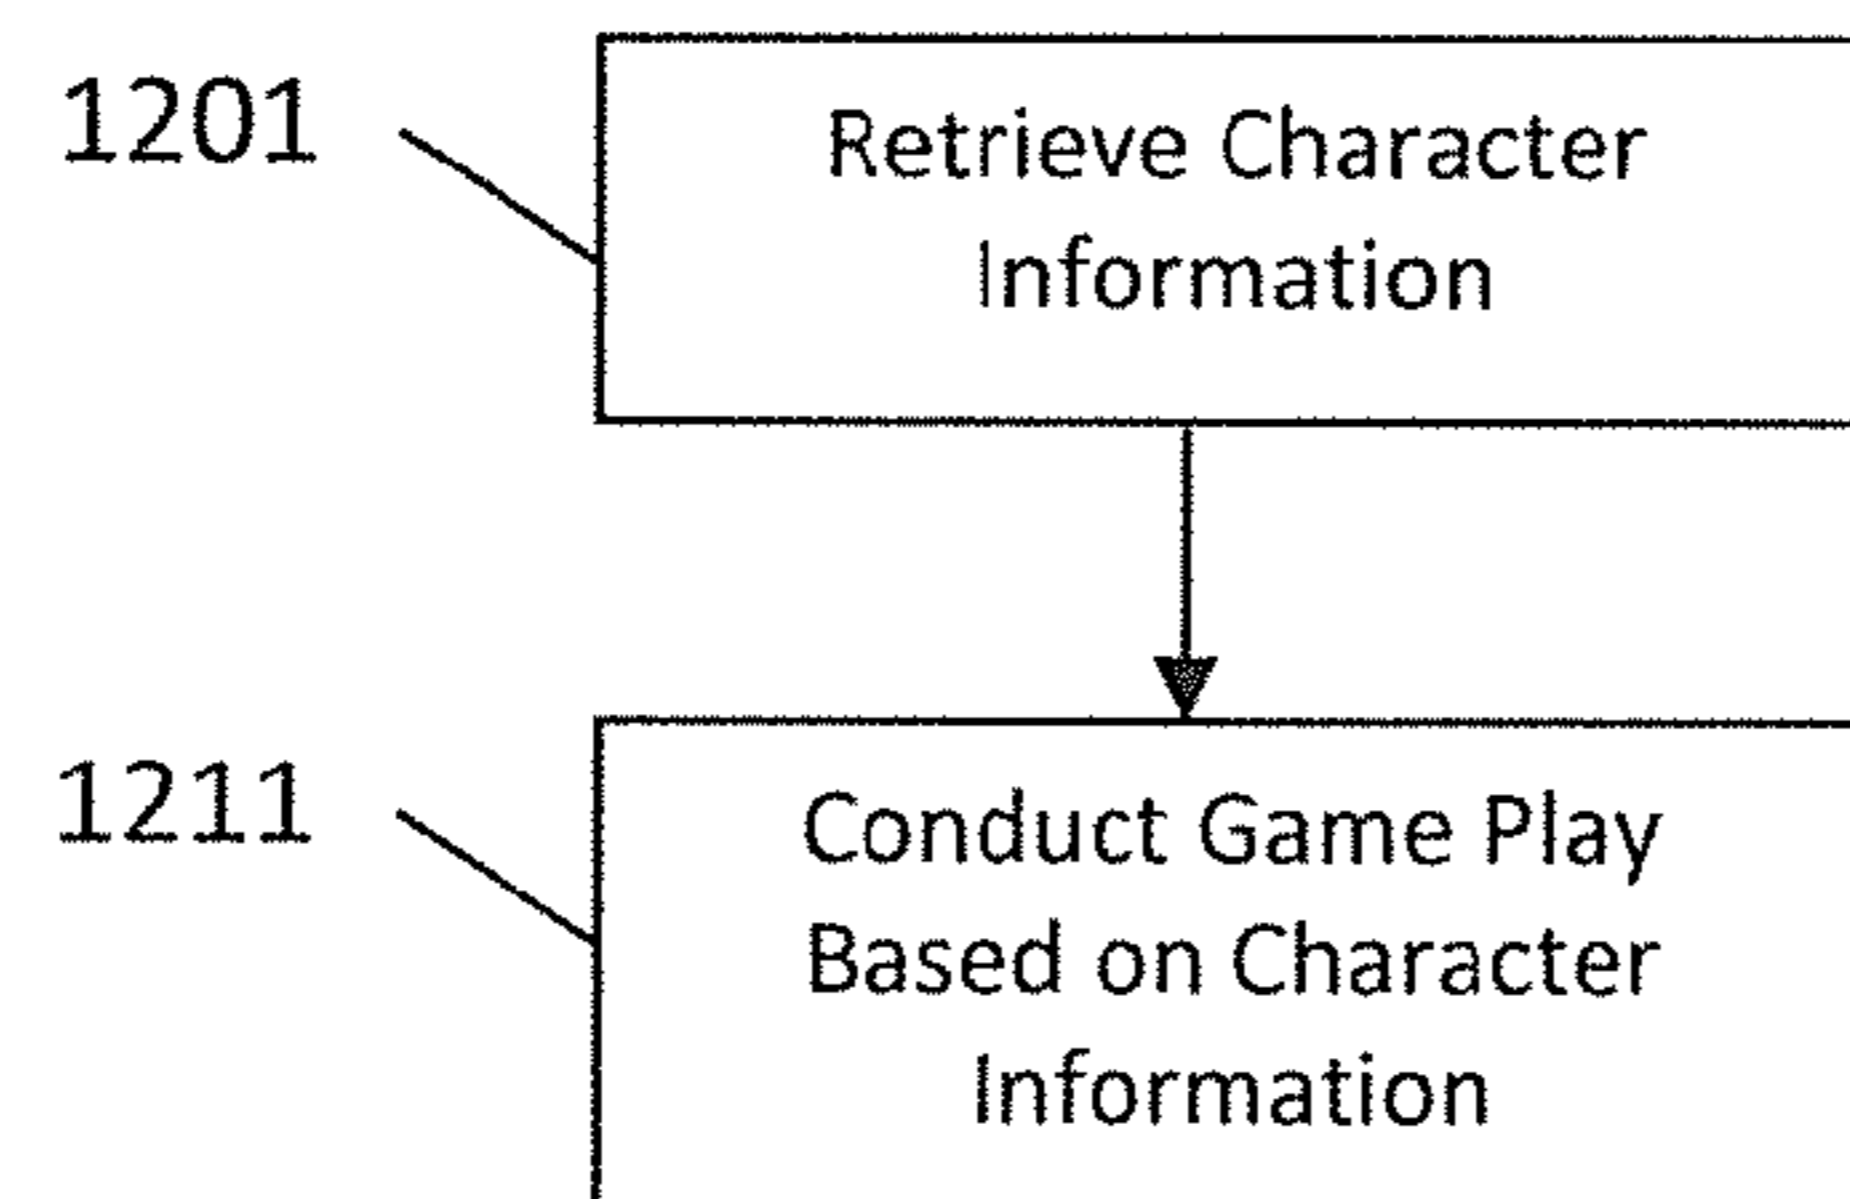 1201
Retrieve Character
Information
1211
Conduct Game Play
Based on Character
Information